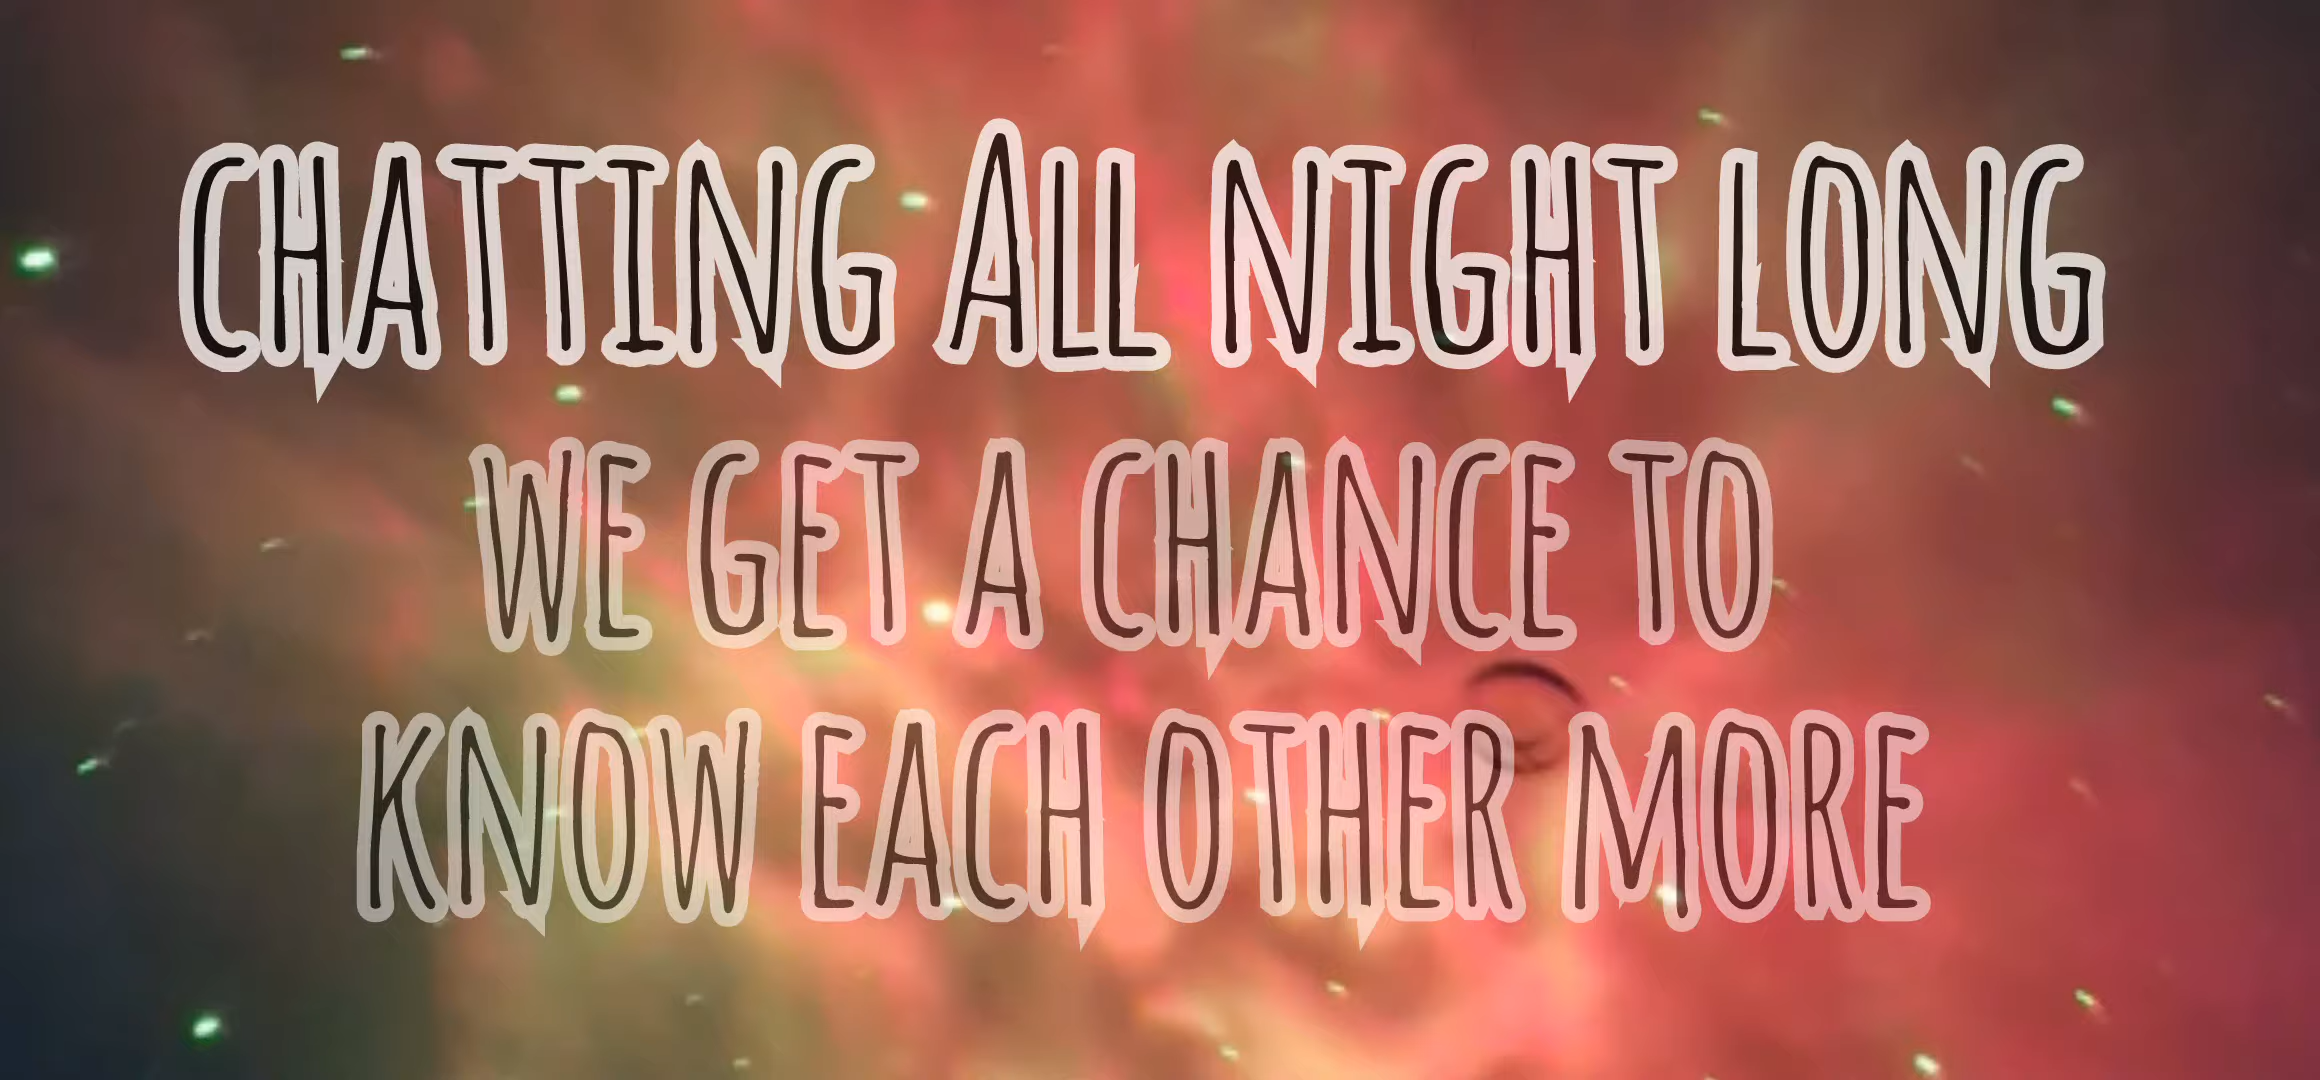 CHATTING ALL NIGHT LONG
WE GET A CHANCE TO
KNOW EACH OTHER MORE